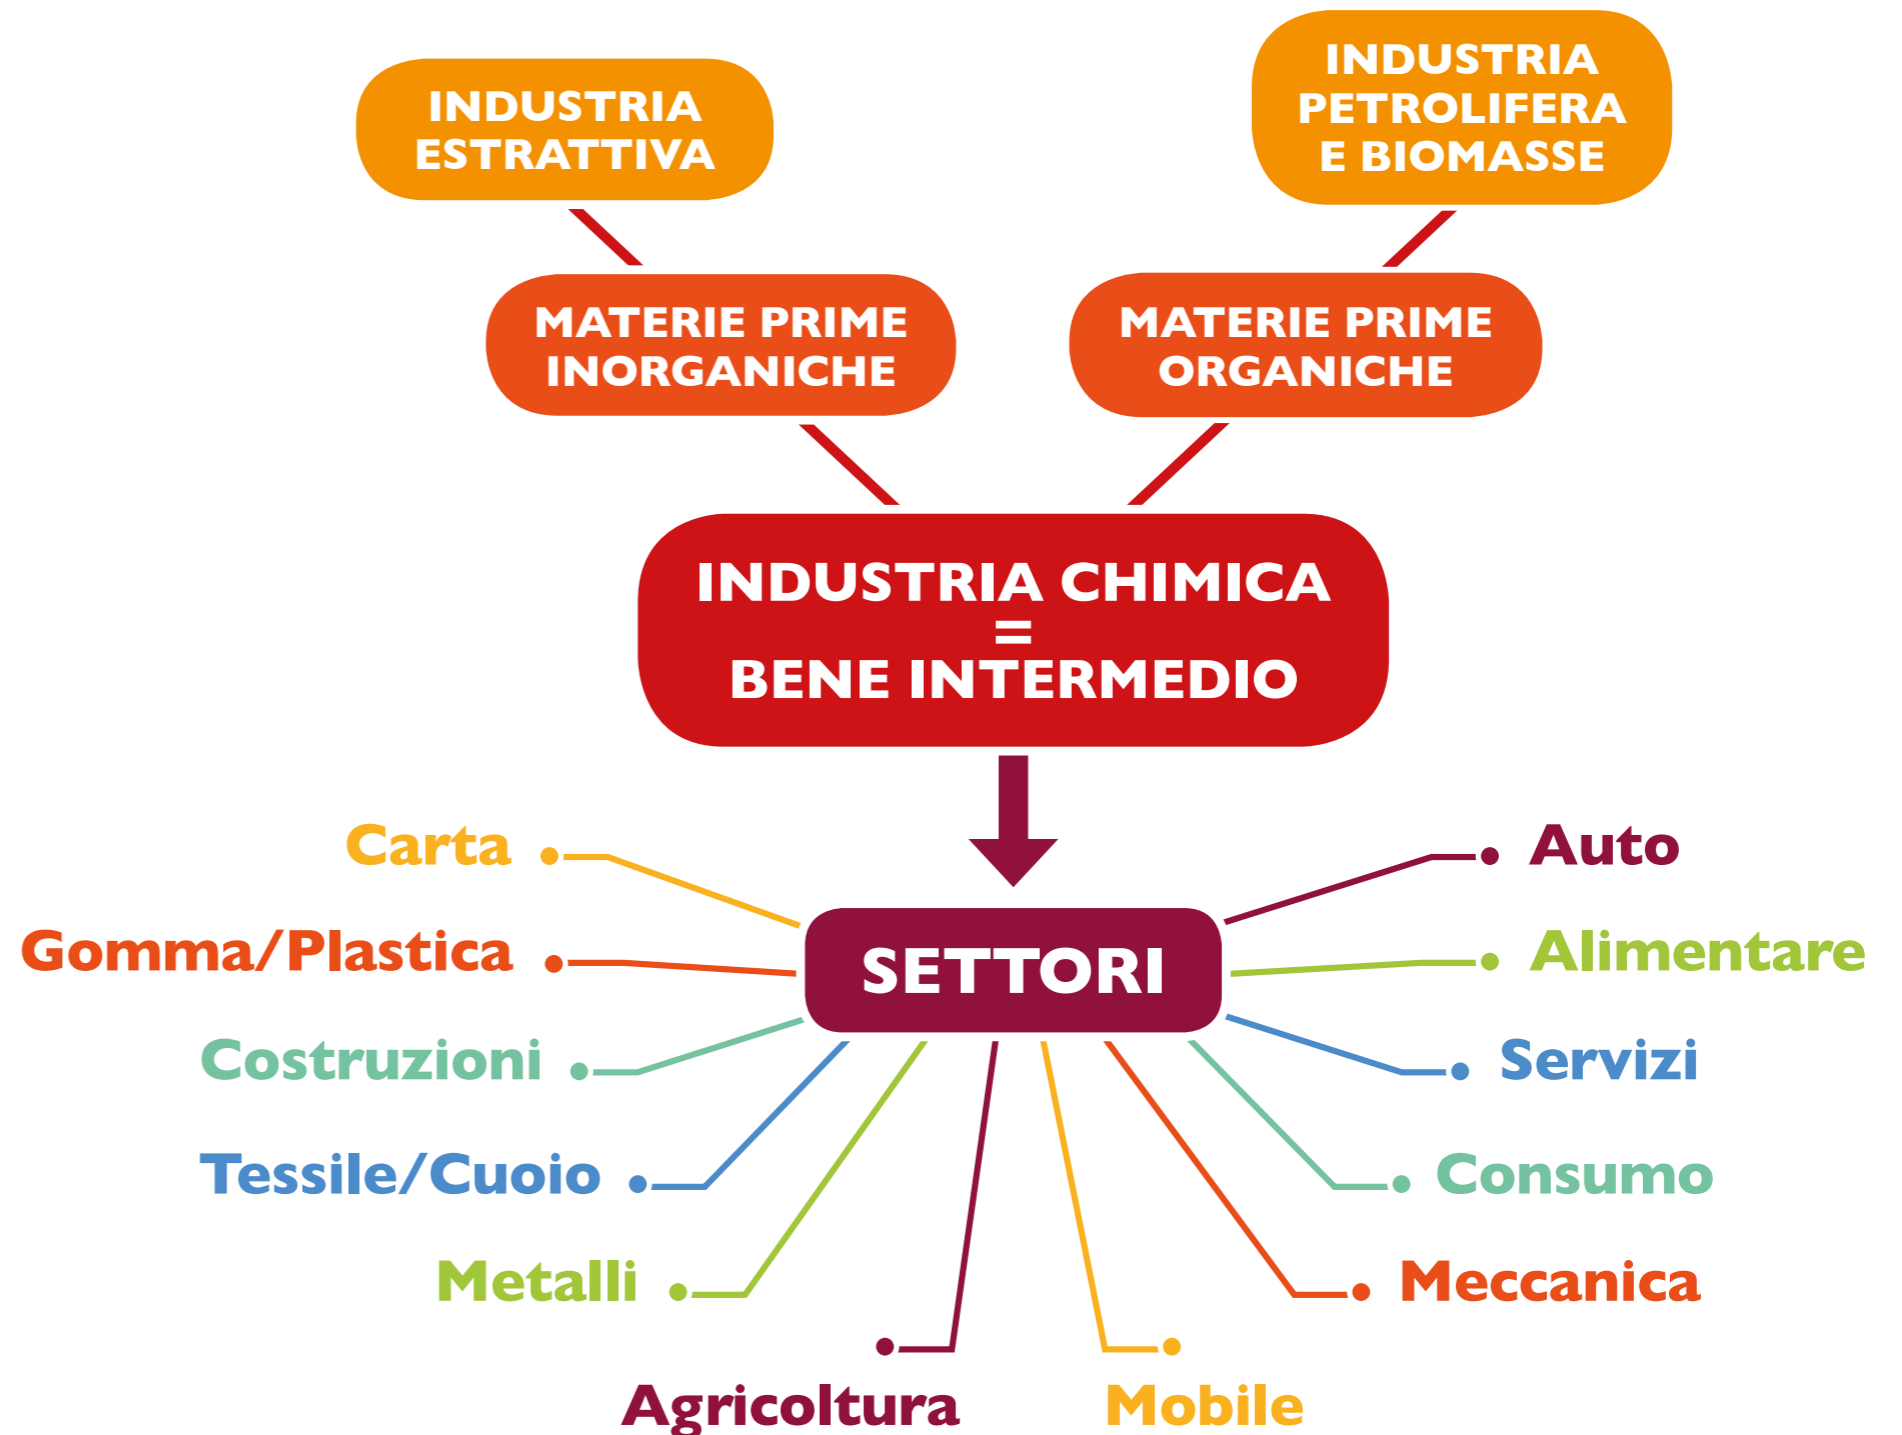 INDUSTRIA
ESTRATTIVA
INDUSTRIA
PETROLIFERA
E BIOMASSE
MATERIE PRIME
INORGANICHE
MATERIE PRIME
ORGANICHE
INDUSTRIA CHIMICA
=
BENE INTERMEDIO
SETTORI
Carta
Gomma/Plastica
Costruzioni
Tessile/Cuoio
Metalli
Agricoltura
Mobile
Meccanica
Consumo
Servizi
Alimentare
Auto